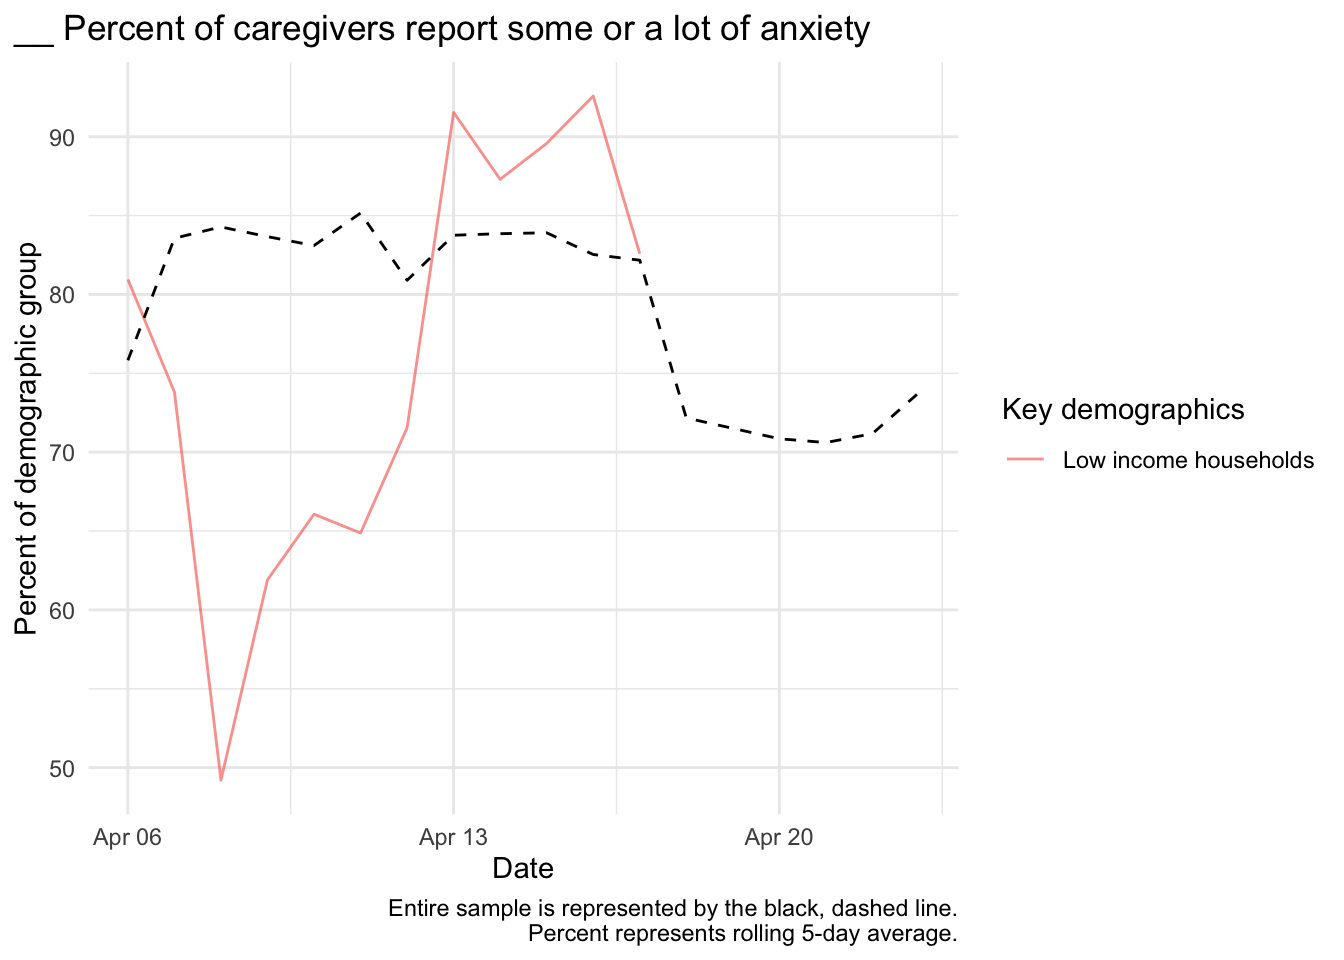 __ Percent of caregivers report some or a lot of anxiety
Percent of demographic group
90
80
70
60
50
Apr 06
Apr 13
Apr 20
Date
Key demographics
Low income households
Entire sample is represented by the black, dashed line.
Percent represents rolling 5-day average.